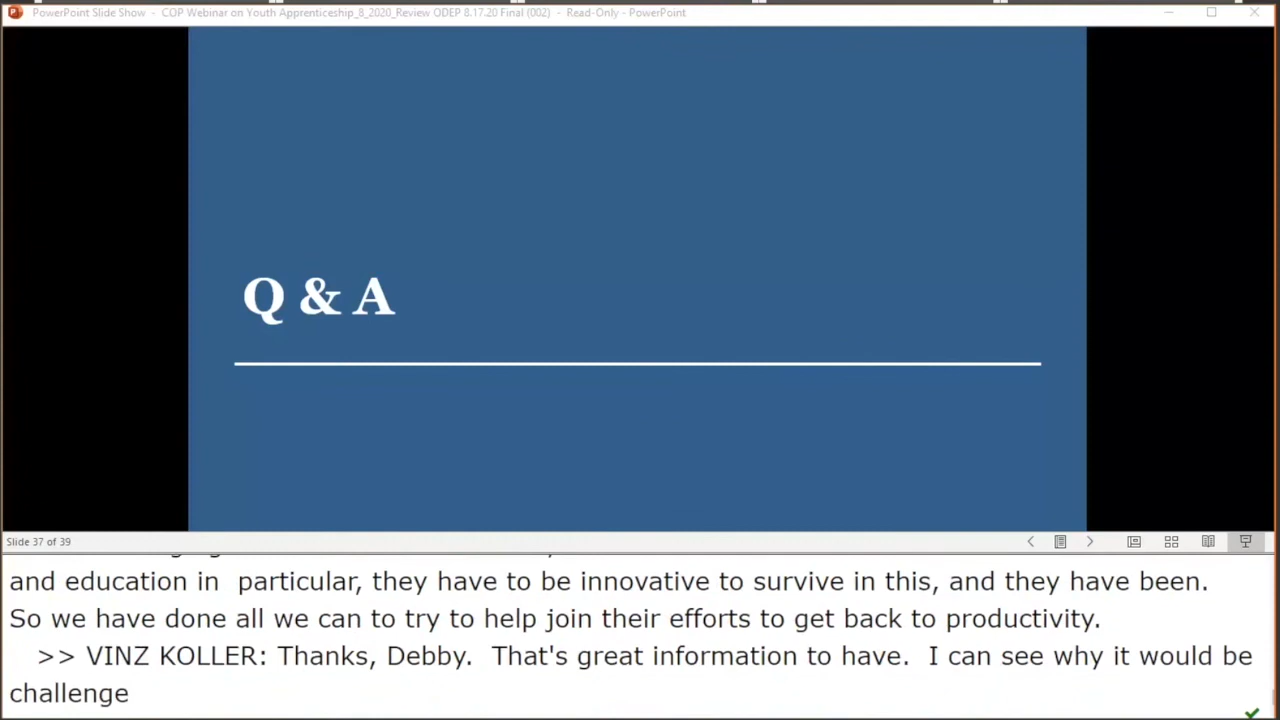 PowerPoint Slide Show - COP Webinar on Youth Apprenticeship_8_2020_Review ODEP 8.17.20 Final (002) - Read-Only - PowerPoint
Q & A
Slide 37 of 39
and education in  particular, they have to be innovative to survive in this, and they have been.
So we have done all we can to try to help join their efforts to get back to productivity.
>> VINZ KOLLER: Thanks, Debby.  That's great information to have.  I can see why it would be
challenge